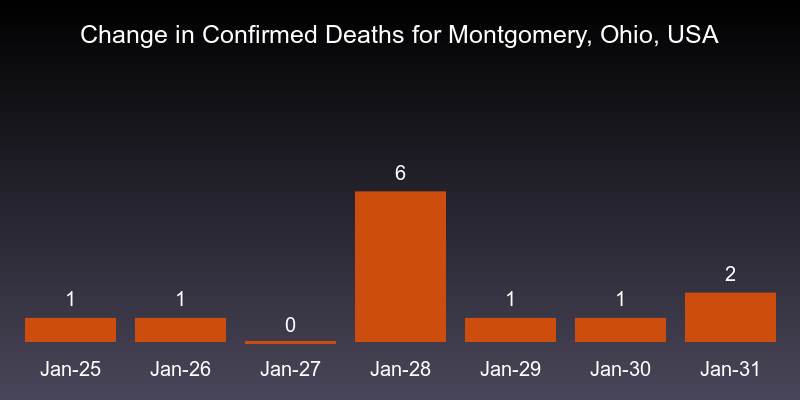 Change in Confirmed Deaths for Montgomery, Ohio, USA
1 1 0 6 1 1 2
Jan-25 Jan-26 Jan-27 Jan-28 Jan-29 Jan-30 Jan-31